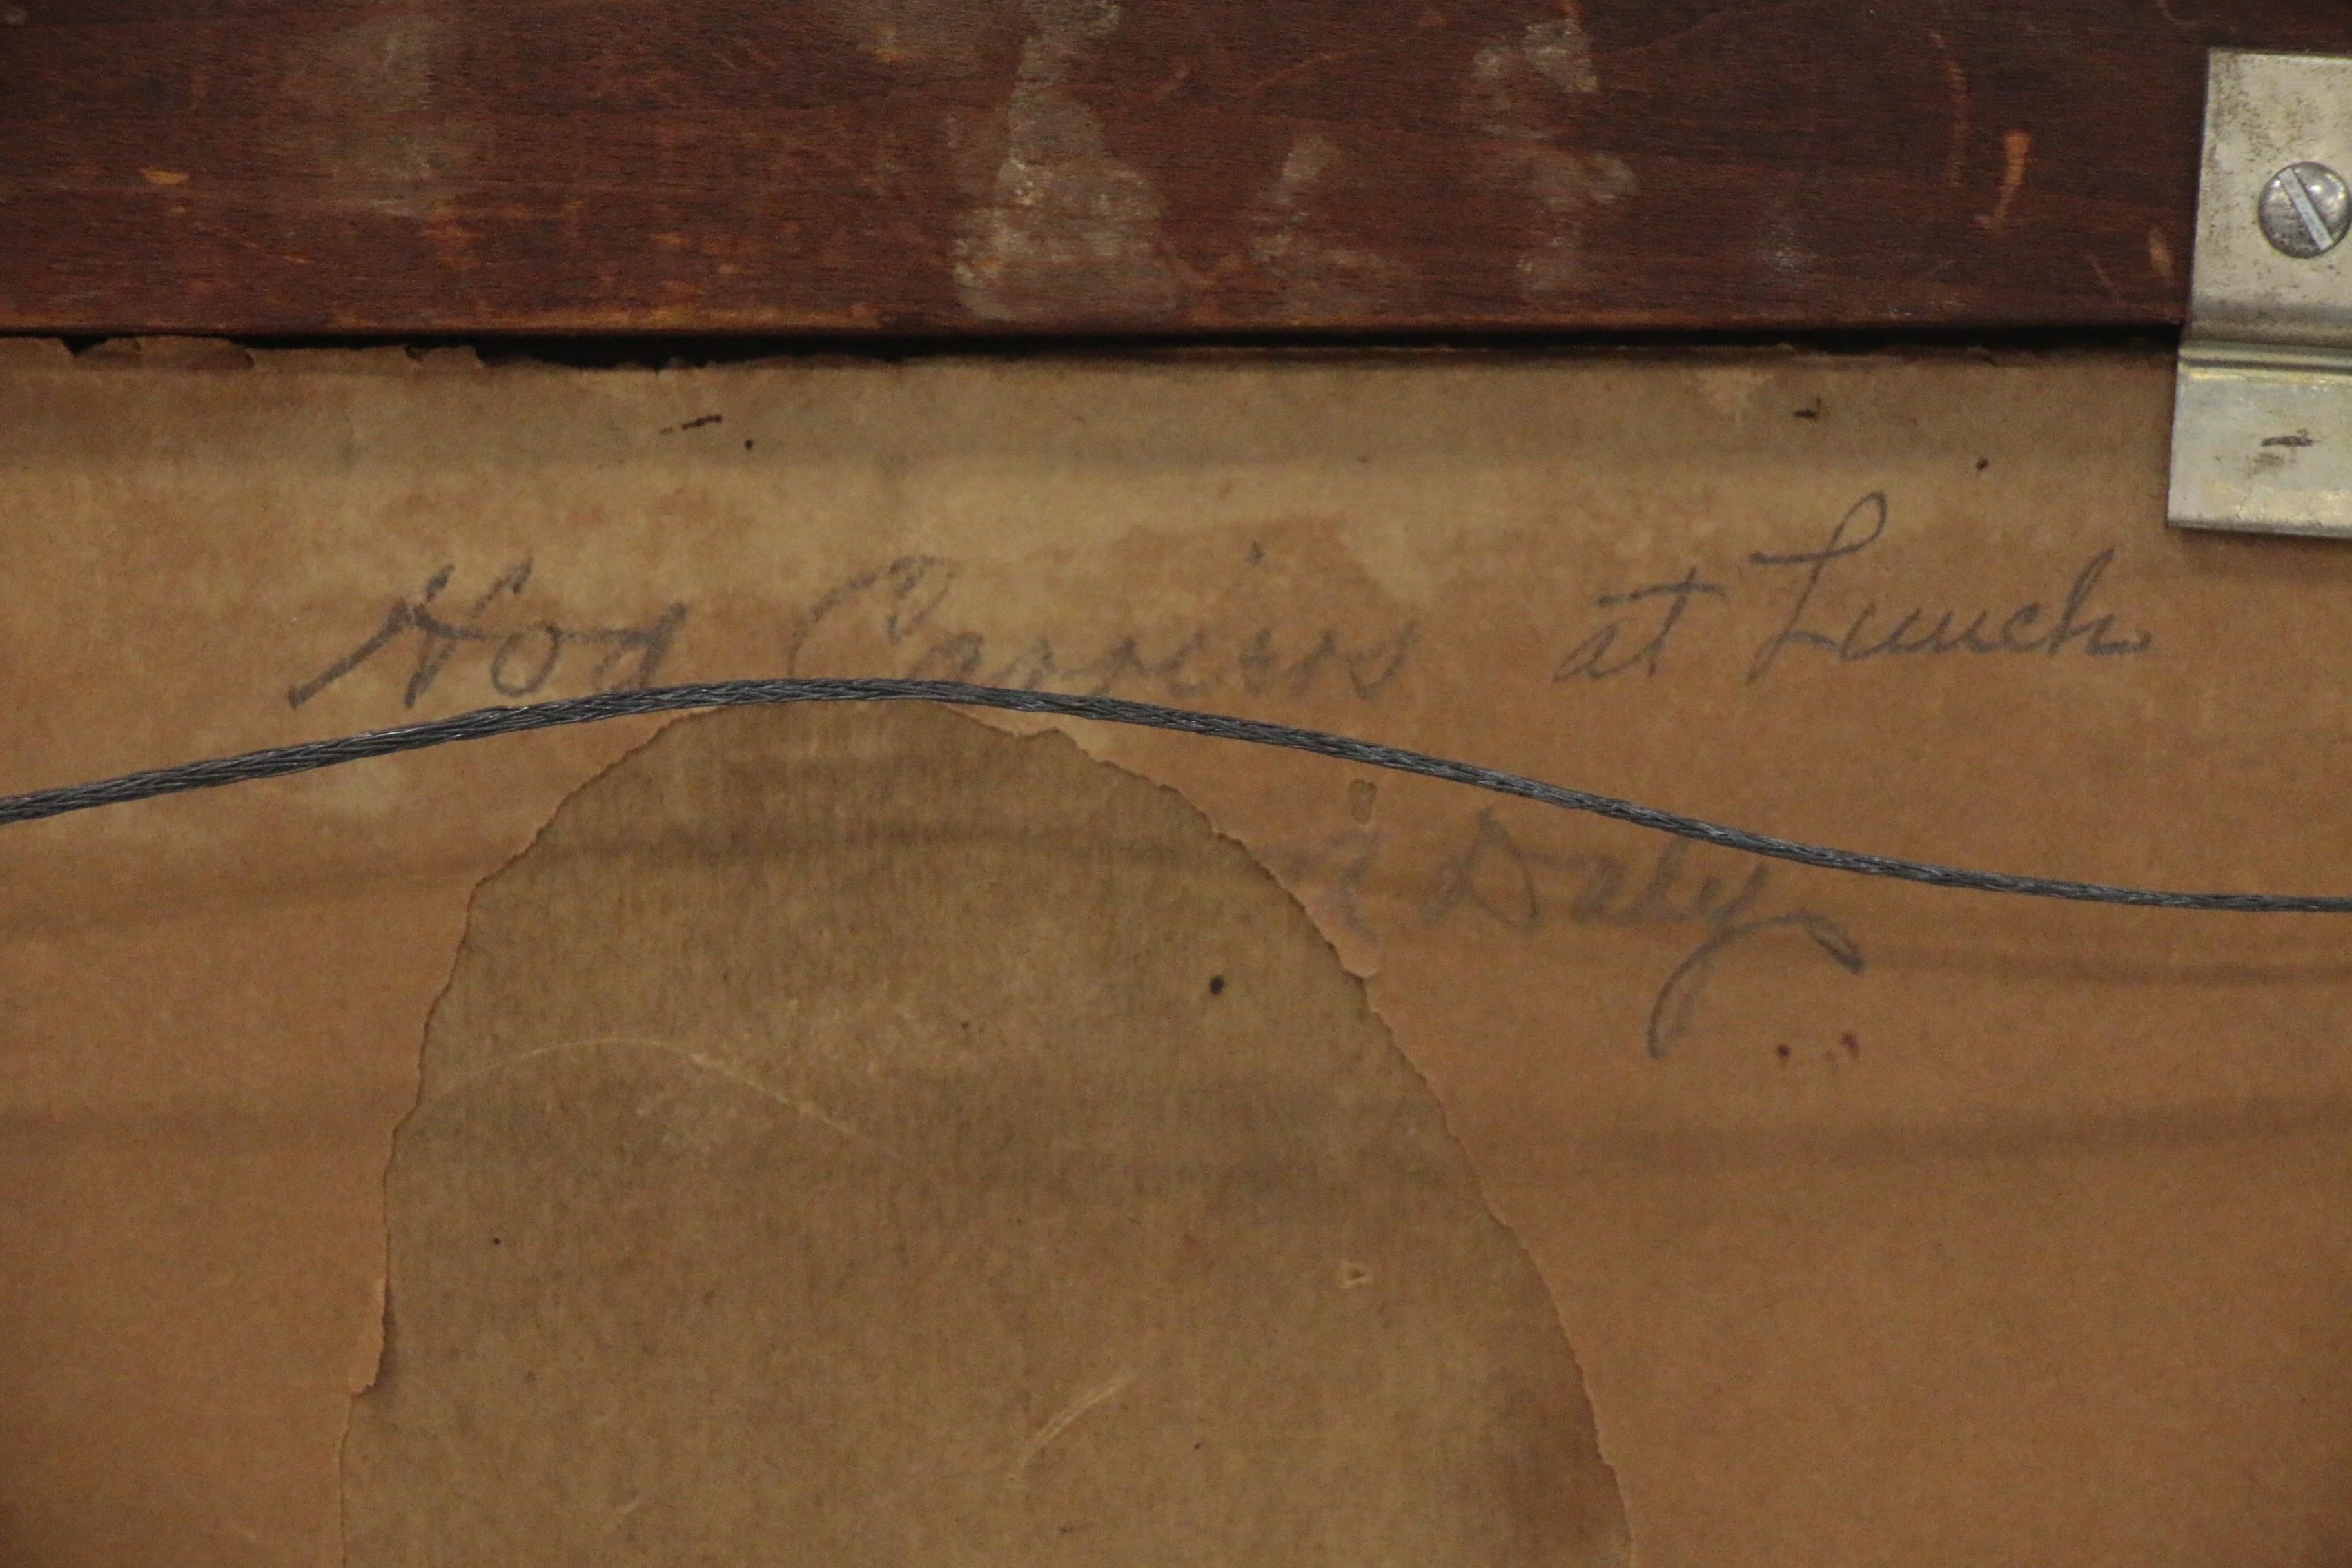 Hod Carriers at Lunch
Daly